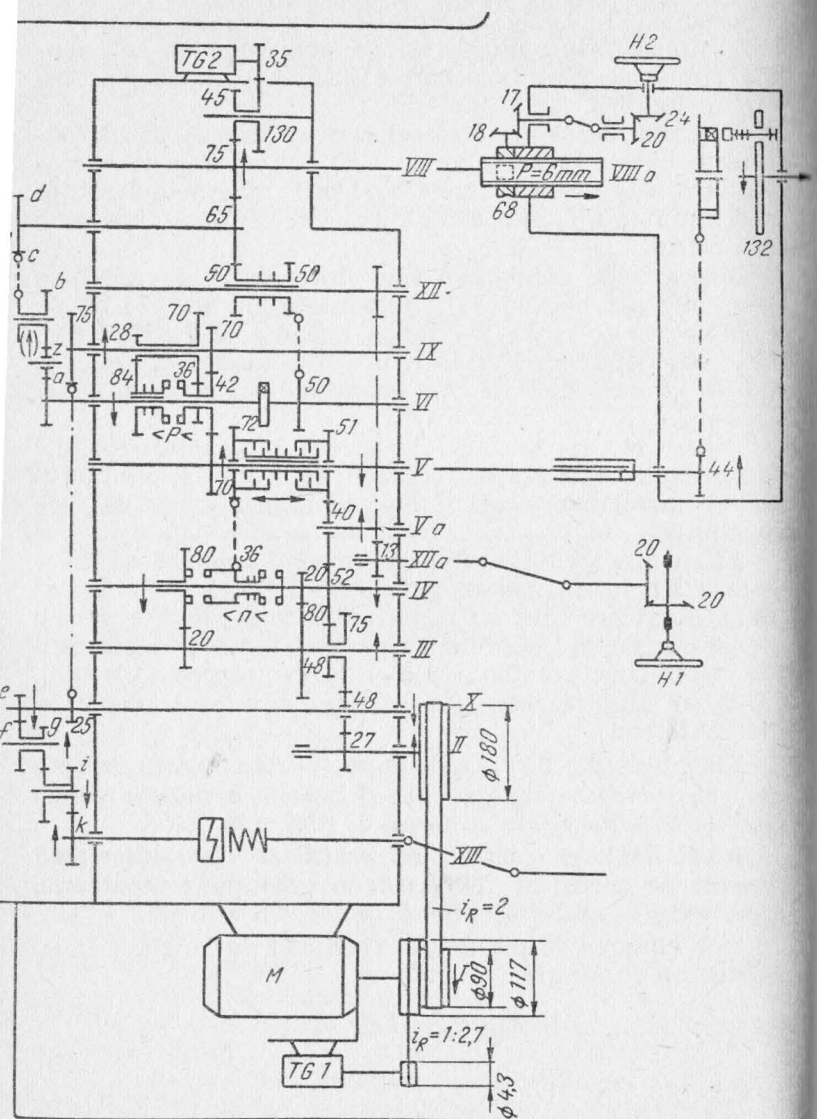 H2
TG2
35
45
17
24
130
18
20
75
VIII
P=6mm
VIII a
d
68
65
132
c
50
50
b
XII
75
70
28
70
(↑)
z
IX
36
a
84
42
50
VI
<P<
72
51
V
70
44
40
V a
13
XII a
80
36
20
20
52
IV
20
<n<
80
75
20
III
48
H1
e
48
X
f
g
25
27
II
ϕ180
i
k
XIII
i_R=2
M
V
ϕ90
ϕ117
i_R=1:2,7
TG1
ϕ4,3